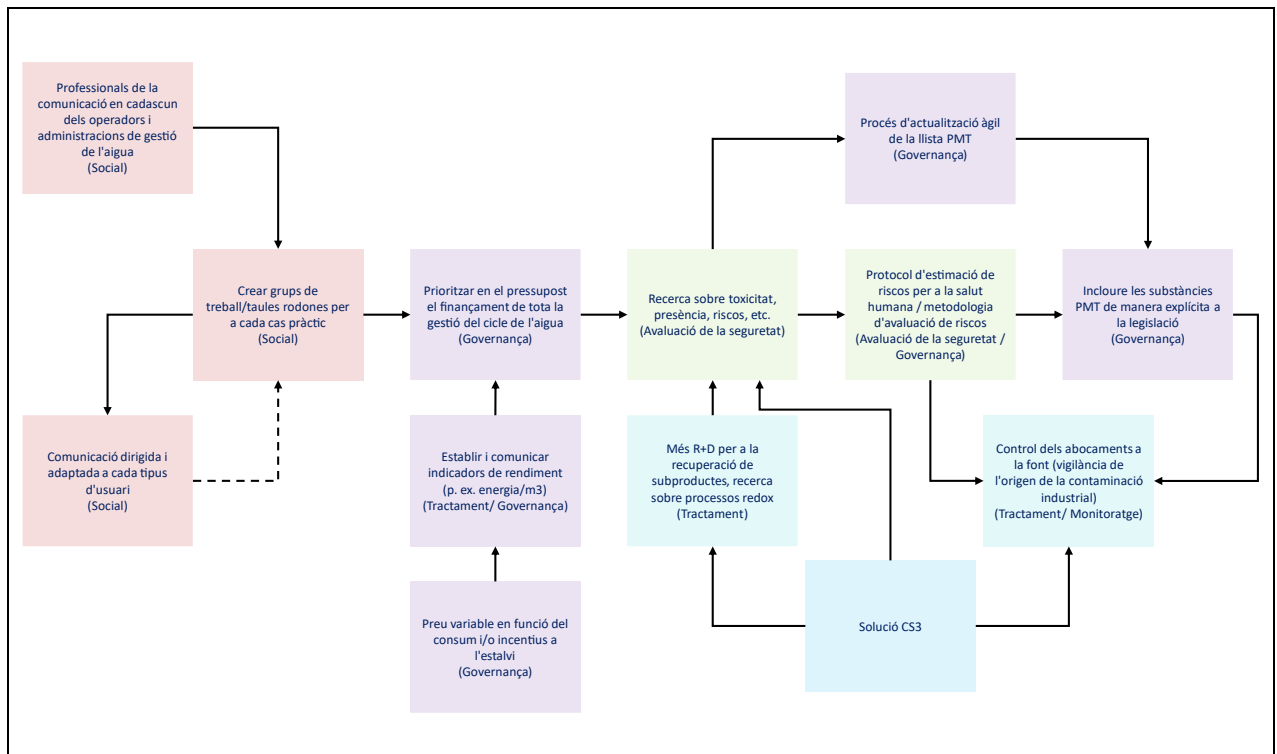 Professionals de la
comunicació en cadascun
dels operadors i
administracions de gestió
de l'aigua
(Social)
Procés d'actualització àgil
de la llista PMT
(Governança)
Crear grups de
treball/taules rodones per
a cada cas pràctic
(Social)
Prioritzar en el pressupost
el finançament de tota la
gestió del cicle de l'aigua
(Governança)
Recerca sobre toxicitat,
presència, riscos, etc.
(Avaluació de la seguretat)
Protocol d'estimació de
riscos per a la salut
humana / metodologia
d'avaluació de riscos
(Avaluació de la seguretat /
Governança)
Incloure les substàncies
PMT de manera explícita a
la legislació
(Governança)
Comunicació dirigida i
adaptada a cada tipus
d'usuari
(Social)
Establir i comunicar
indicadors de rendiment
(p. ex. energia/m3)
(Tractament/ Governança)
Més R+D per a la
recuperació de
subproductes, recerca
sobre processos redox
(Tractament)
Control dels abocaments a
la font (vigilància de
l'origen de la contaminació
industrial)
(Tractament/ Monitoratge)
Preu variable en funció del
consum i/o incentius a
l'estalvi
(Governança)
Solució CS3